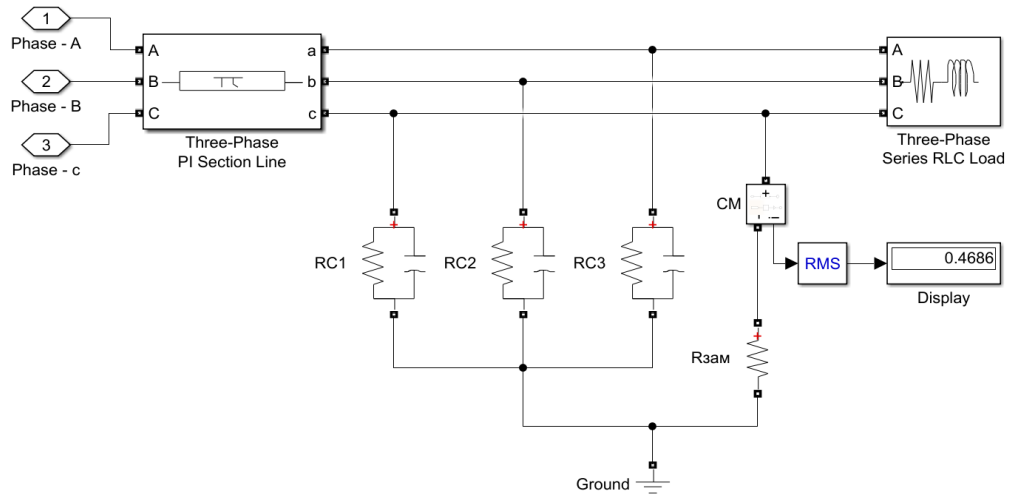 1
Phase - A
2
Phase - B
3
Phase - c
A
B
C
a
b
c
Three-Phase
PI Section Line
A
B
C
Three-Phase
Series RLC Load
CM
+
-
RMS
0.4686
Display
RC1
+
RC2
+
RC3
+
Rзам
+
Ground